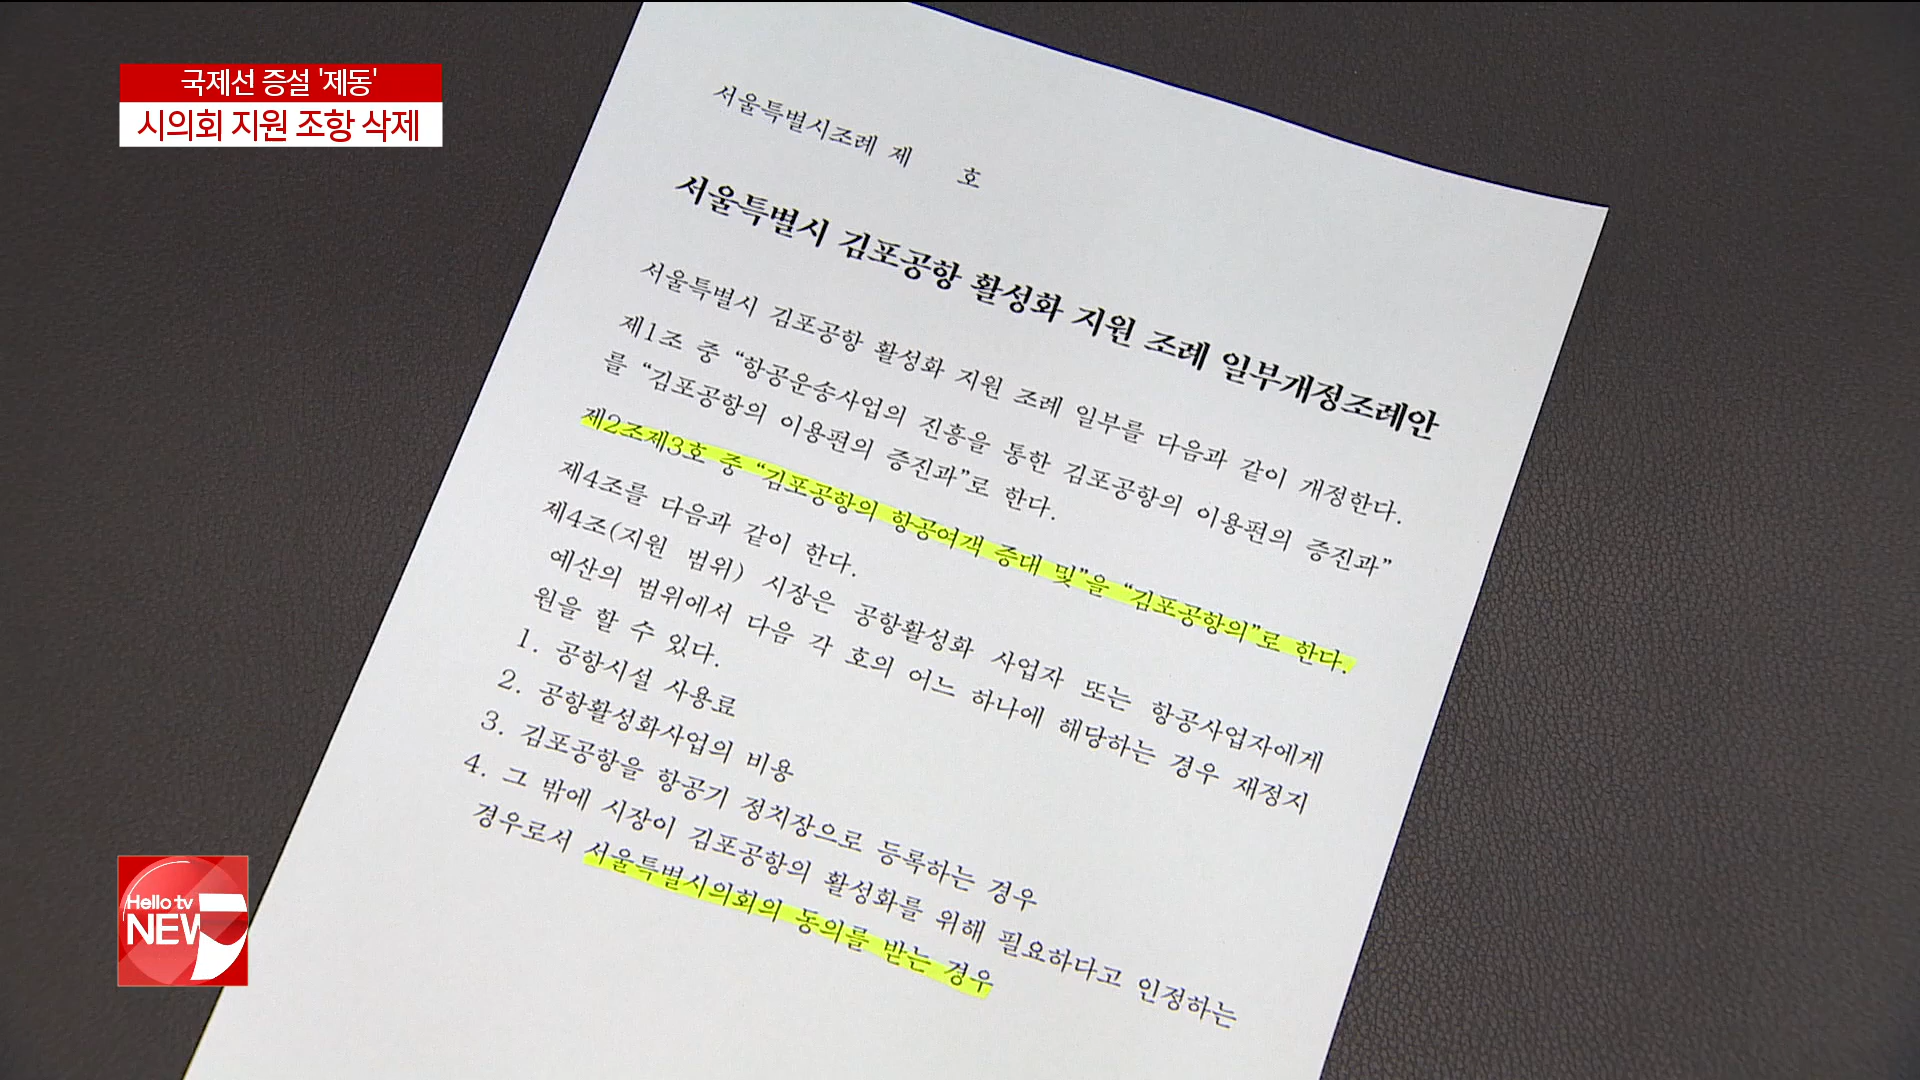 국제선 증설 '제동'
시의회 지원 조항 삭제
서울특별시조례 제 호
서울특별시 김포공항 활성화 지원 조례 일부개정조례안
서울특별시 김포공항 활성화 지원 조례 일부를 다음과 같이 개정한다.
제1조 중 “항공운송사업의 진흥을 통한 김포공항의 이용편의 증진과”
를 “김포공항의 이용편의 증진과”로 한다.
제2조제3호 중 “김포공항의 항공여객 증대 및”을 “김포공항의”로 한다.
제4조를 다음과 같이 한다.
제4조(지원 범위) 시장은 공항활성화 사업자 또는 항공사업자에게
예산의 범위에서 다음 각 호의 어느 하나에 해당하는 경우 재정지
원을 할 수 있다.
1. 공항시설 사용료
2. 공항활성화사업의 비용
3. 김포공항을 항공기 정치장으로 등록하는 경우
4. 그 밖에 시장이 김포공항의 활성화를 위해 필요하다고 인정하는
경우로서 서울특별시의회의 동의를 받는 경우
Hello tv
NEW